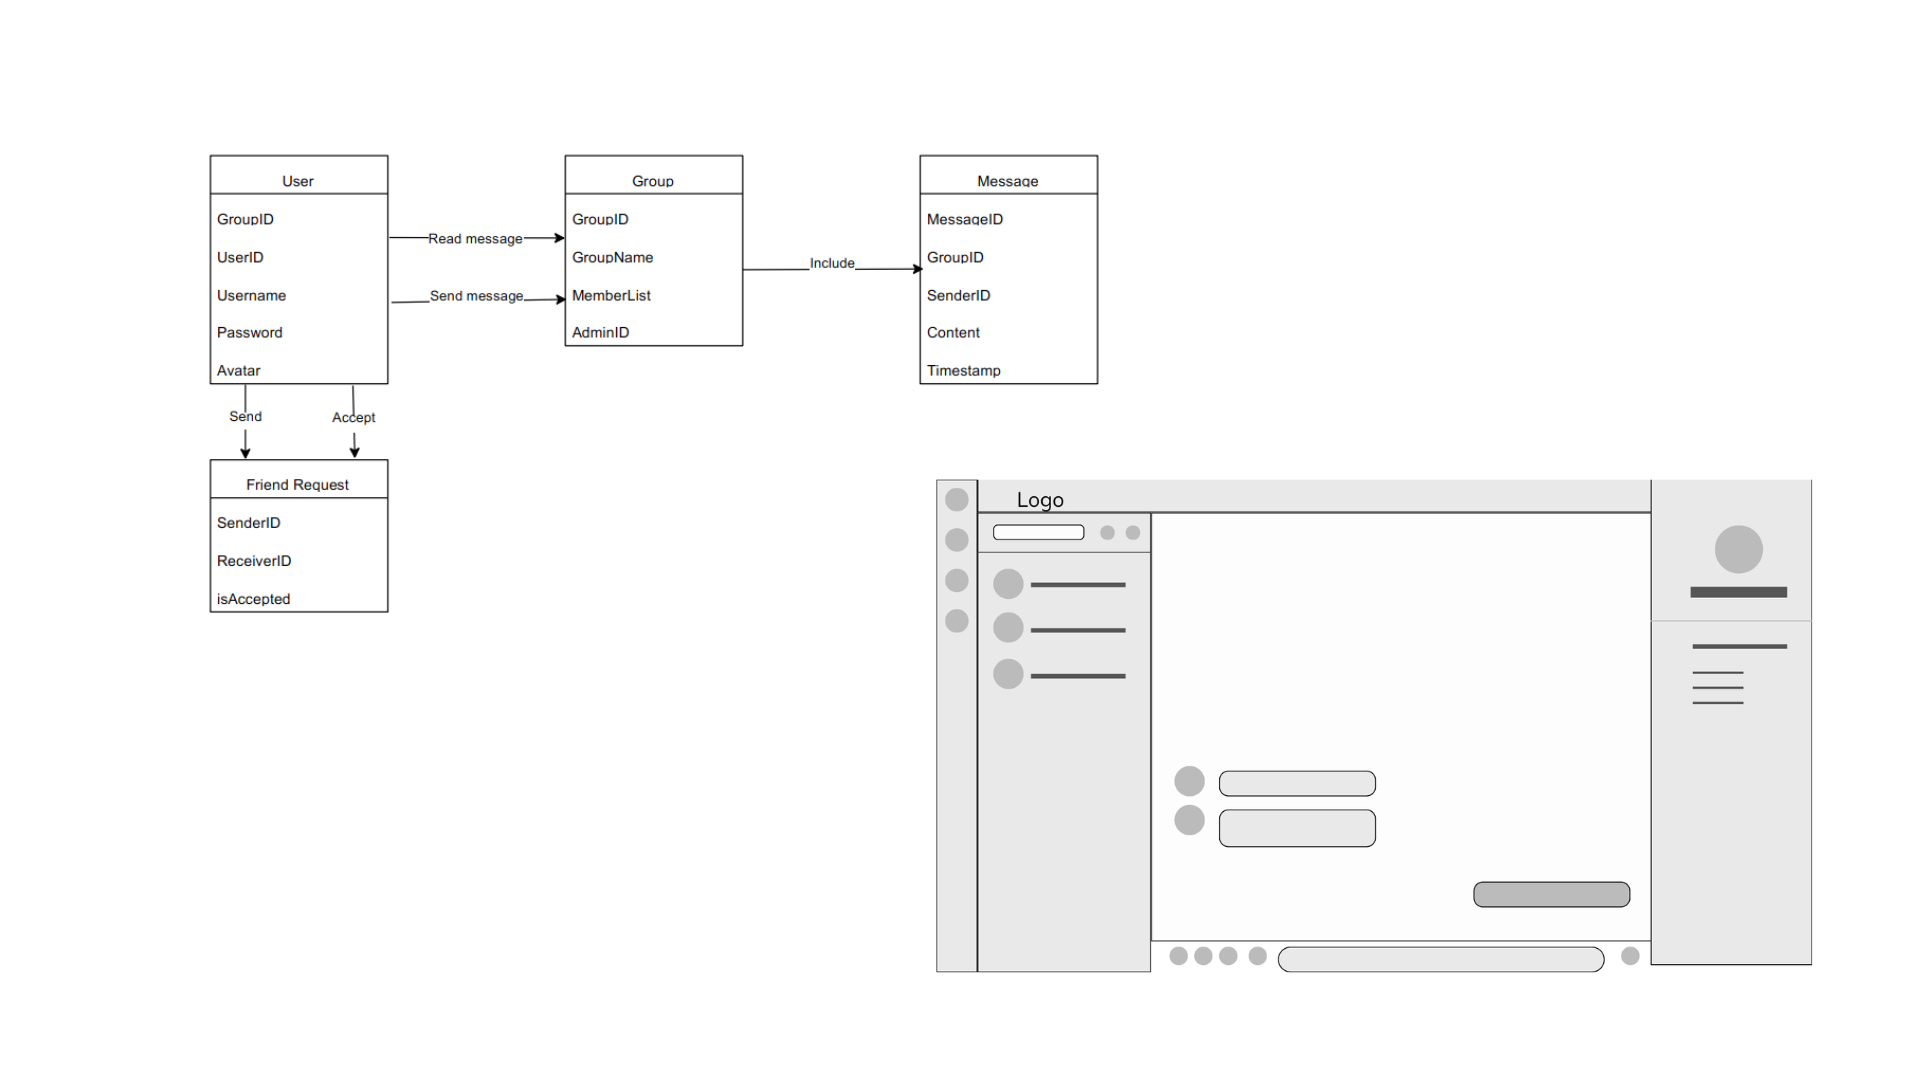 User
GroupID
UserID
Username
Password
Avatar
Read message
Send message
Group
GroupID
GroupName
MemberList
AdminID
Include
Message
MessageID
GroupID
SenderID
Content
Timestamp
Send
Accept
Friend Request
SenderID
ReceiverID
isAccepted
Logo